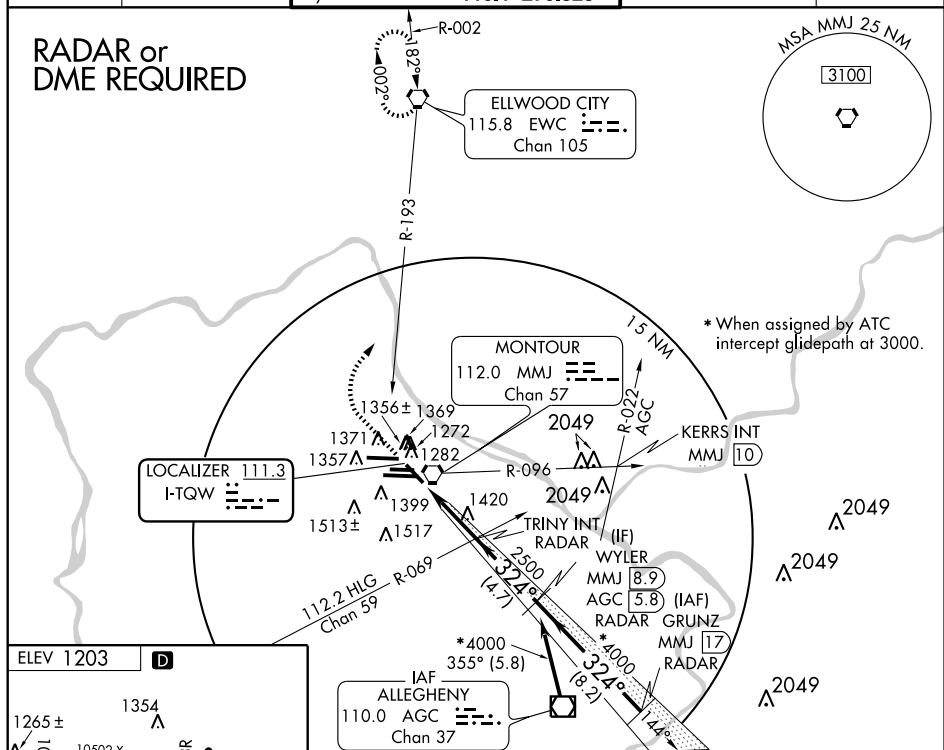 RADAR or
DME REQUIRED
R-002
182°
002°
ELLWOOD CITY
115.8 EWC
Chan 105
MSA MMJ 25 NM
3100
R-193
15 NM
* When assigned by ATC
intercept glidepath at 3000.
MONTOUR
112.0 MMJ
Chan 57
R-022
AGC
1356± 1369
1371
1272
1357
1282
2049
KERRS INT
MMJ 10
LOCALIZER 111.3
I-TQW
R-096
2049
1399
1420
1513±
1517
2049
TRINY INT
RADAR
(IF)
WYLER
MMJ 8.9
AGC 5.8
RADAR
2049
112.2 HLG R-069
Chan 59
2500
324°
(4.7)
(IAF)
GRUNZ
MMJ 17
RADAR
*4000
355° (5.8)
*4000
324°
(8.2)
144°
2049
IAF
ALLEGHENY
110.0 AGC
Chan 37
ELEV 1203
D
1265 ±
1354